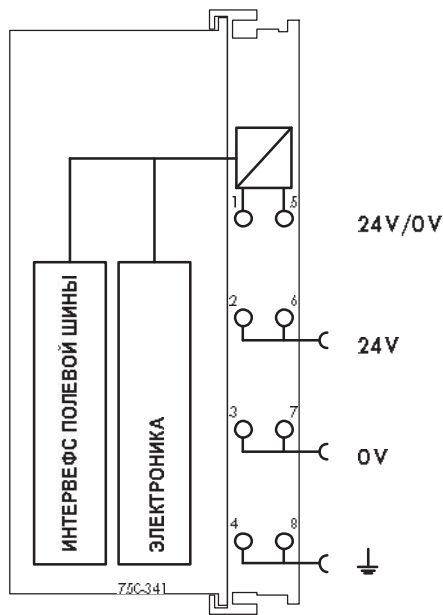 1 5
24V/0V
2 6
24V
3 7
0V
4 8
ИНТЕРВЕФС ПОЛЕВОЙ ШИНЫ
ЭЛЕКТРОНИКА
750-341